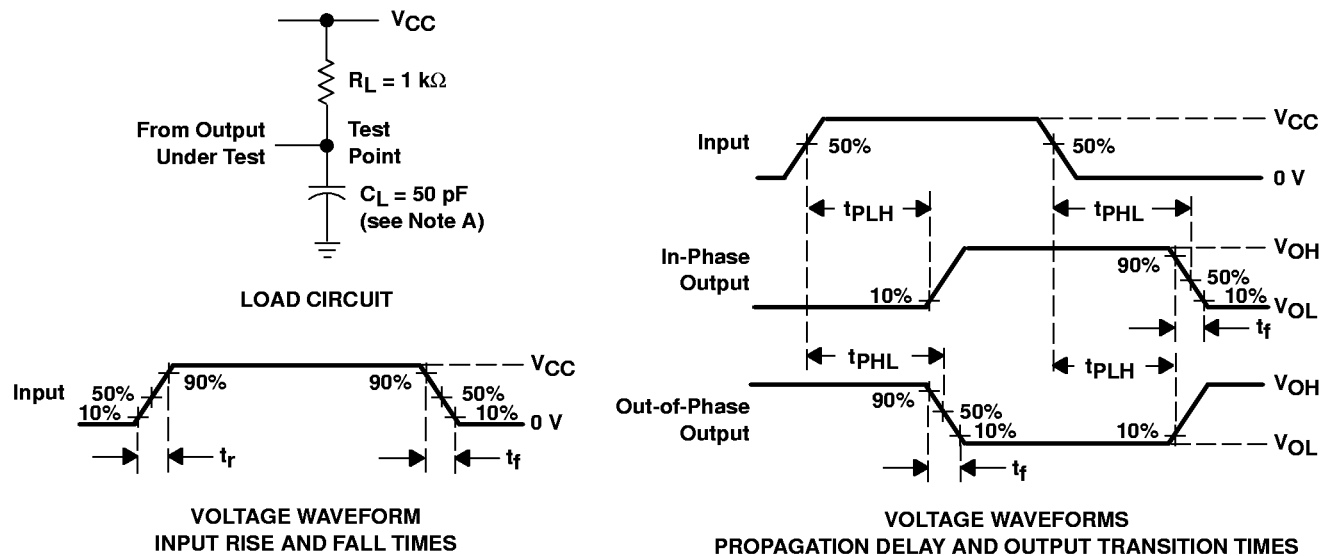 VCC
RL = 1 kΩ
From Output
Under Test
Test
Point
CL = 50 pF
(see Note A)
LOAD CIRCUIT
Input
50%
10%
90%
90%
50%
10%
VCC
0 V
tr
tf
VOLTAGE WAVEFORM
INPUT RISE AND FALL TIMES
Input
50%
50%
VCC
0 V
tPLH
tPHL
In-Phase
Output
10%
90%
50%
10%
VOH
VOL
tf
tPHL
tPLH
Out-of-Phase
Output
90%
50%
10%
10%
VOH
VOL
tf
VOLTAGE WAVEFORMS
PROPAGATION DELAY AND OUTPUT TRANSITION TIMES